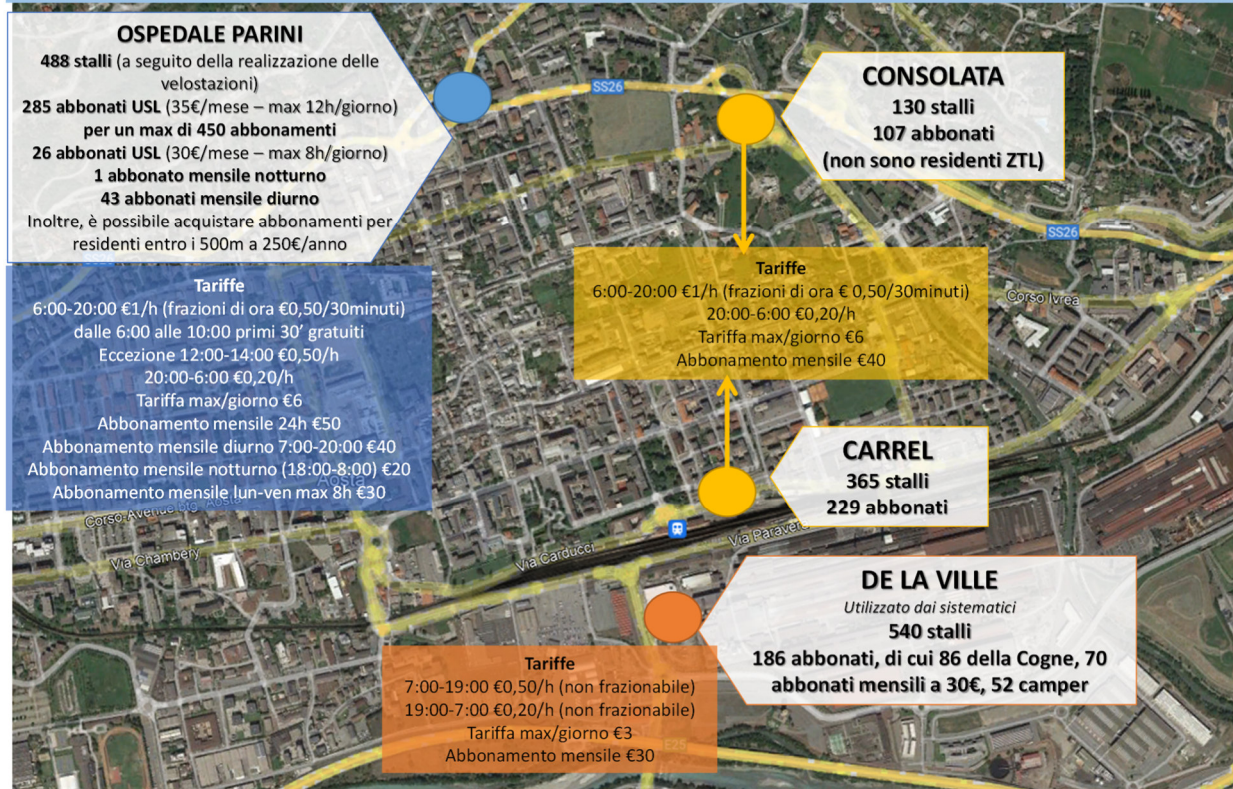 OSPEDALE PARINI
488 stalli (a seguito della realizzazione delle
velostazioni)
285 abbonati USL (35€/mese – max 12h/giorno)
per un max di 450 abbonamenti
26 abbonati USL (30€/mese – max 8h/giorno)
1 abbonato mensile notturno
43 abbonati mensile diurno
Inoltre, è possibile acquistare abbonamenti per
residenti entro i 500m a 250€/anno
Tariffe
6:00-20:00 €1/h (frazioni di ora €0,50/30minuti)
dalle 6:00 alle 10:00 primi 30’ gratuiti
Eccezione 12:00-14:00 €0,50/h
20:00-6:00 €0,20/h
Tariffa max/giorno €6
Abbonamento mensile 24h €50
Abbonamento mensile diurno 7:00-20:00 €40
Abbonamento mensile notturno (18:00-8:00) €20
Abbonamento mensile lun-ven max 8h €30
Aosta
Via Chambéry
Via Carducci
SS26
CONSOLATA
130 stalli
107 abbonati
(non sono residenti ZTL)
SS26
Corso Ivrea
Tariffe
6:00-20:00 €1/h (frazioni di ora € 0,50/30minuti)
20:00-6:00 €0,20/h
Tariffa max/giorno €6
Abbonamento mensile €40
CARREL
365 stalli
229 abbonati
DE LA VILLE
Utilizzato dai sistematici
540 stalli
186 abbonati, di cui 86 della Cogne, 70
abbonati mensili a 30€, 52 camper
Tariffe
7:00-19:00 €0,50/h (non frazionabile)
19:00-7:00 €0,20/h (non frazionabile)
Tariffa max/giorno €3
Abbonamento mensile €30
E25